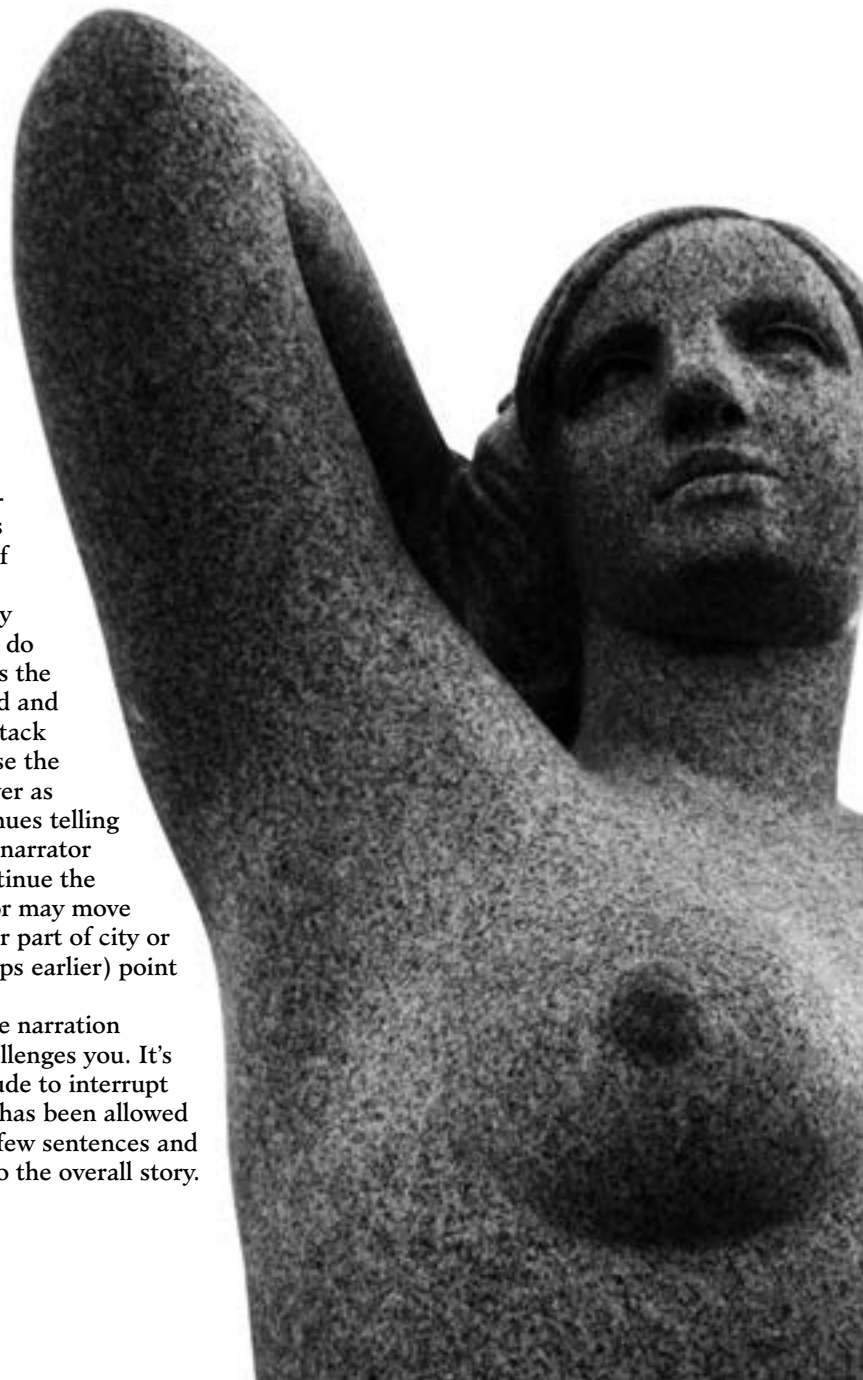 -
s
f
y
do
s the
d and
tack
se the
er as
nues telling
narrator
tinue the
or may move
r part of city or
ps earlier) point
e narration
llenges you. It's
ude to interrupt
has been allowed
few sentences and
o the overall story.